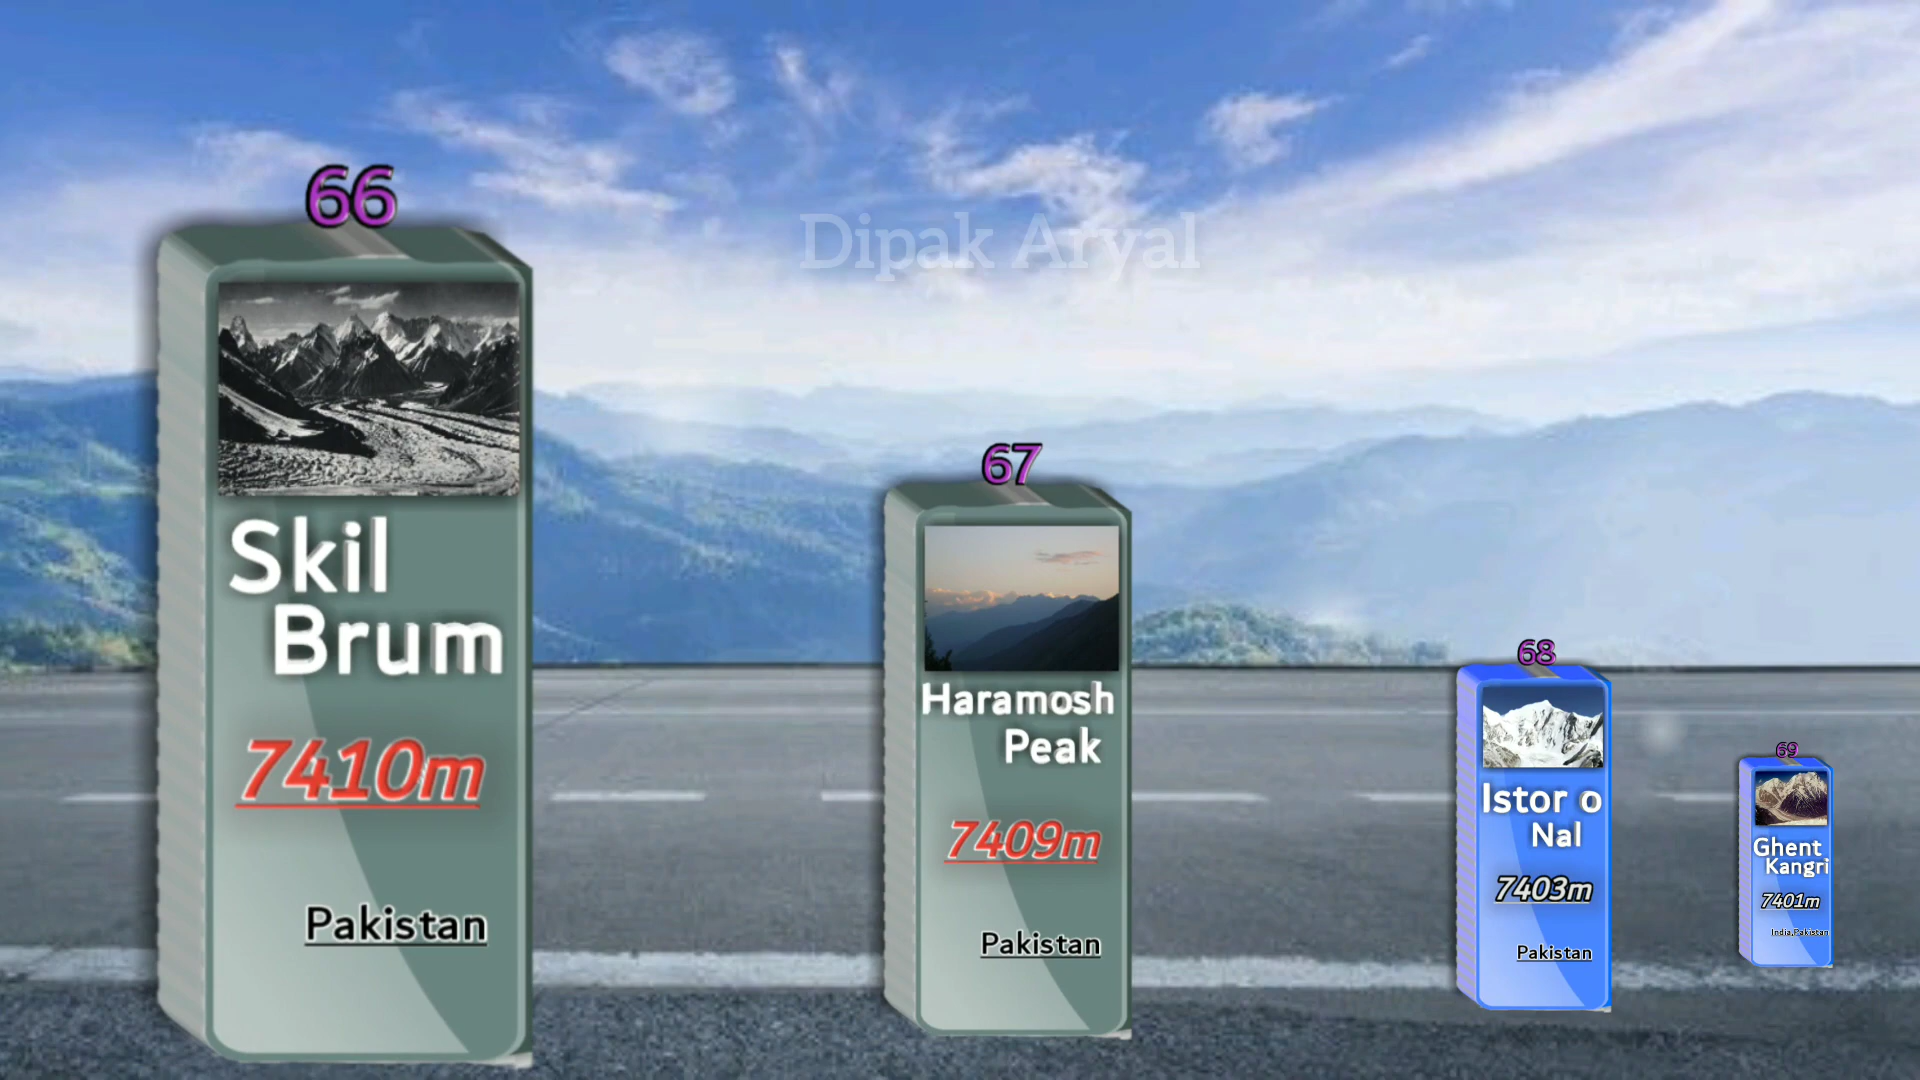 Dipak Aryal
66
Skil
Brum
7410m
Pakistan
67
Haramosh
Peak
7409m
Pakistan
68
Istor o
Nal
7403m
Pakistan
69
Ghent
Kangri
7401m
India,Pakistan